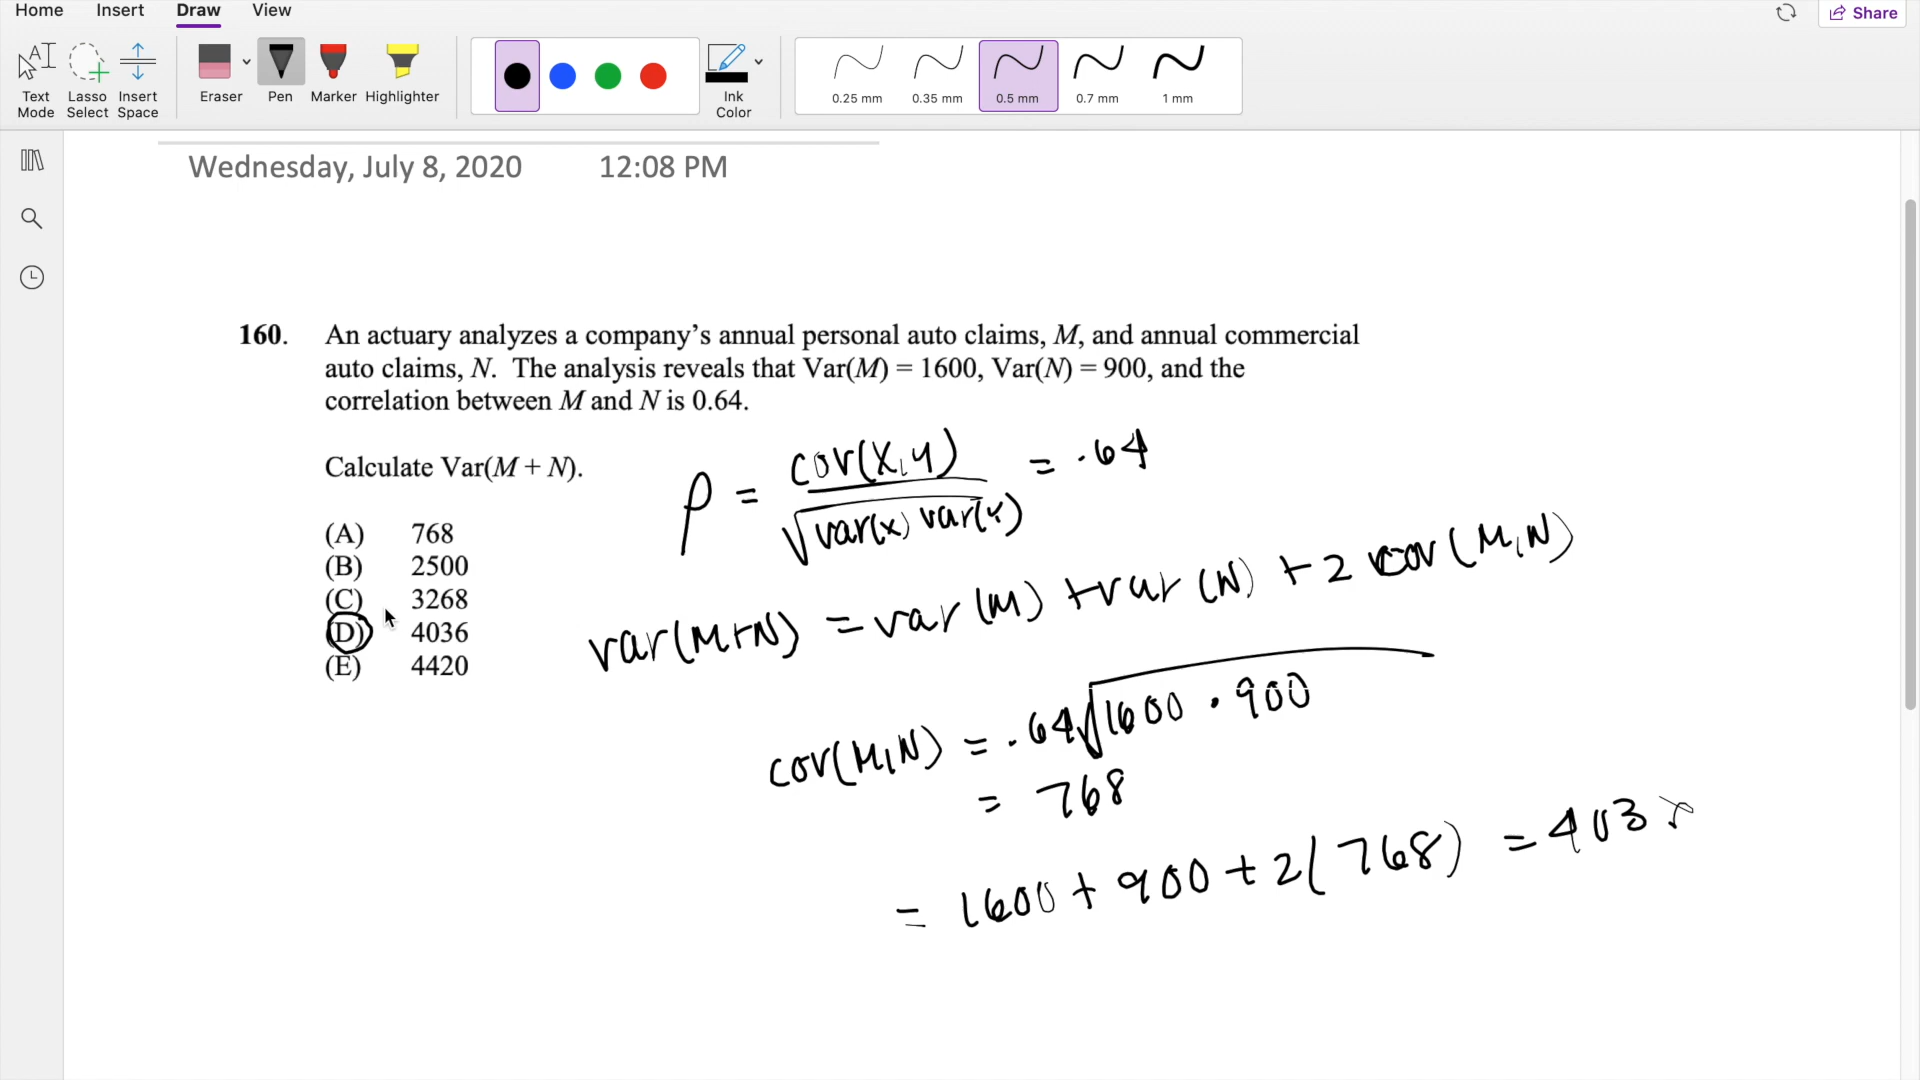 Home Insert Draw View
Share
Text Mode
Lasso Select
Insert Space
Eraser
Pen
Marker
Highlighter
Ink Color
0.25 mm
0.35 mm
0.5 mm
0.7 mm
1 mm
Wednesday, July 8, 2020 12:08 PM
160. An actuary analyzes a company's annual personal auto claims, M, and annual commercial
auto claims, N. The analysis reveals that Var(M) = 1600, Var(N) = 900, and the
correlation between M and N is 0.64.
Calculate Var(M + N).
(A) 768
(B) 2500
(C) 3268
(D) 4036
(E) 4420
ρ = cov(x,y) / √var(x) var(y) = .64
var(M+N) = var(M) + var(N) + 2 cov(M,N)
cov(M,N) = .64√1600 · 900
= 768
= 1600 + 900 + 2(768) = 403